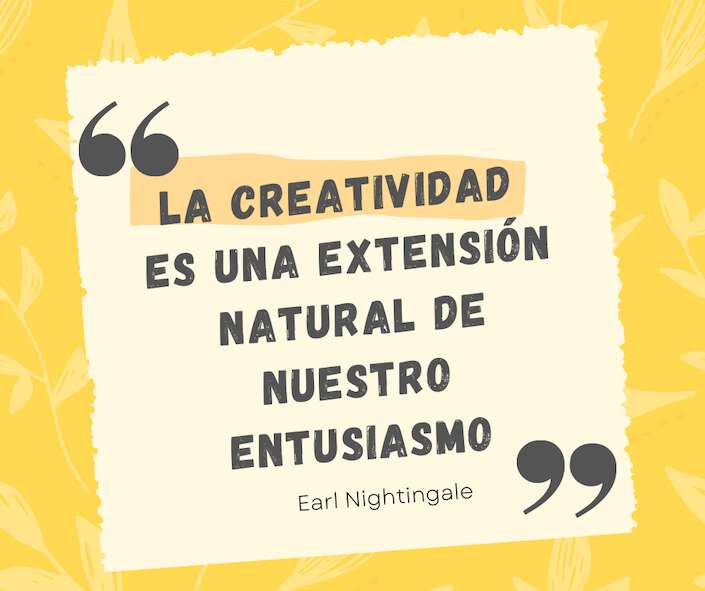 “
LA CREATIVIDAD
ES UNA EXTENSIÓN
NATURAL DE
NUESTRO
ENTUSIASMO
”
Earl Nightingale